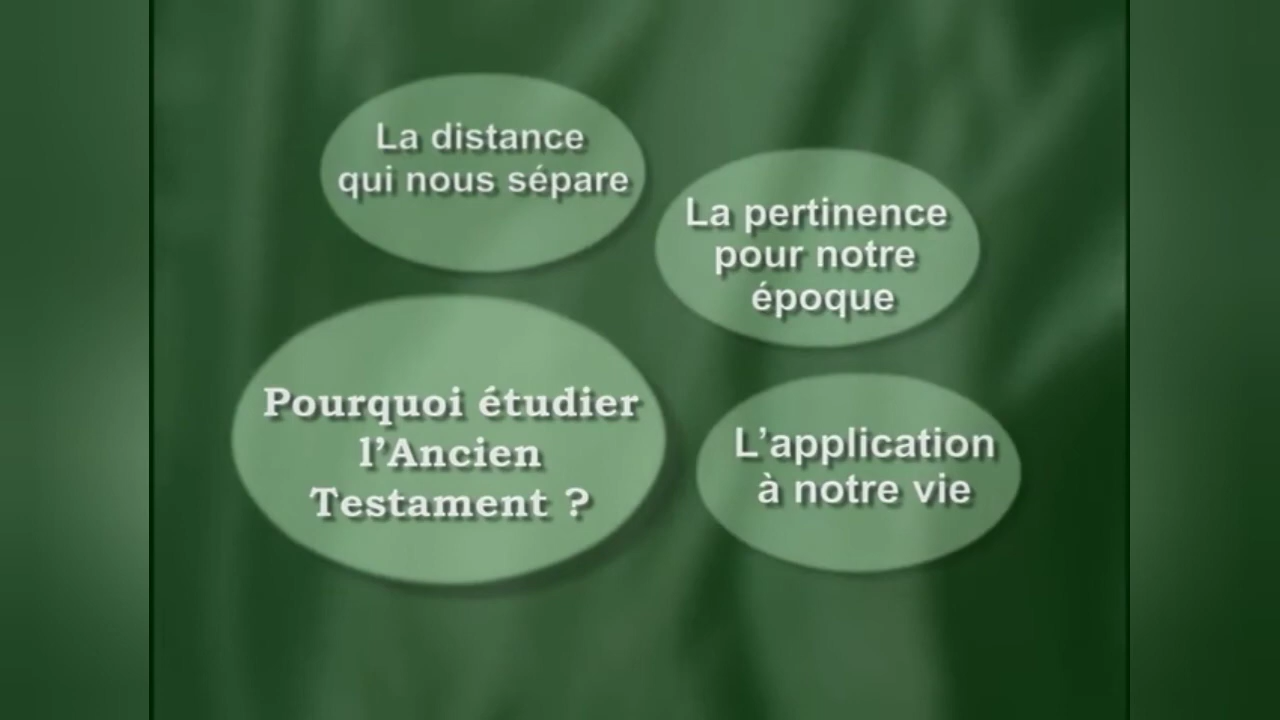 La distance
qui nous sépare
La pertinence
pour notre
époque
Pourquoi étudier
l’Ancien
Testament ?
L’application
à notre vie